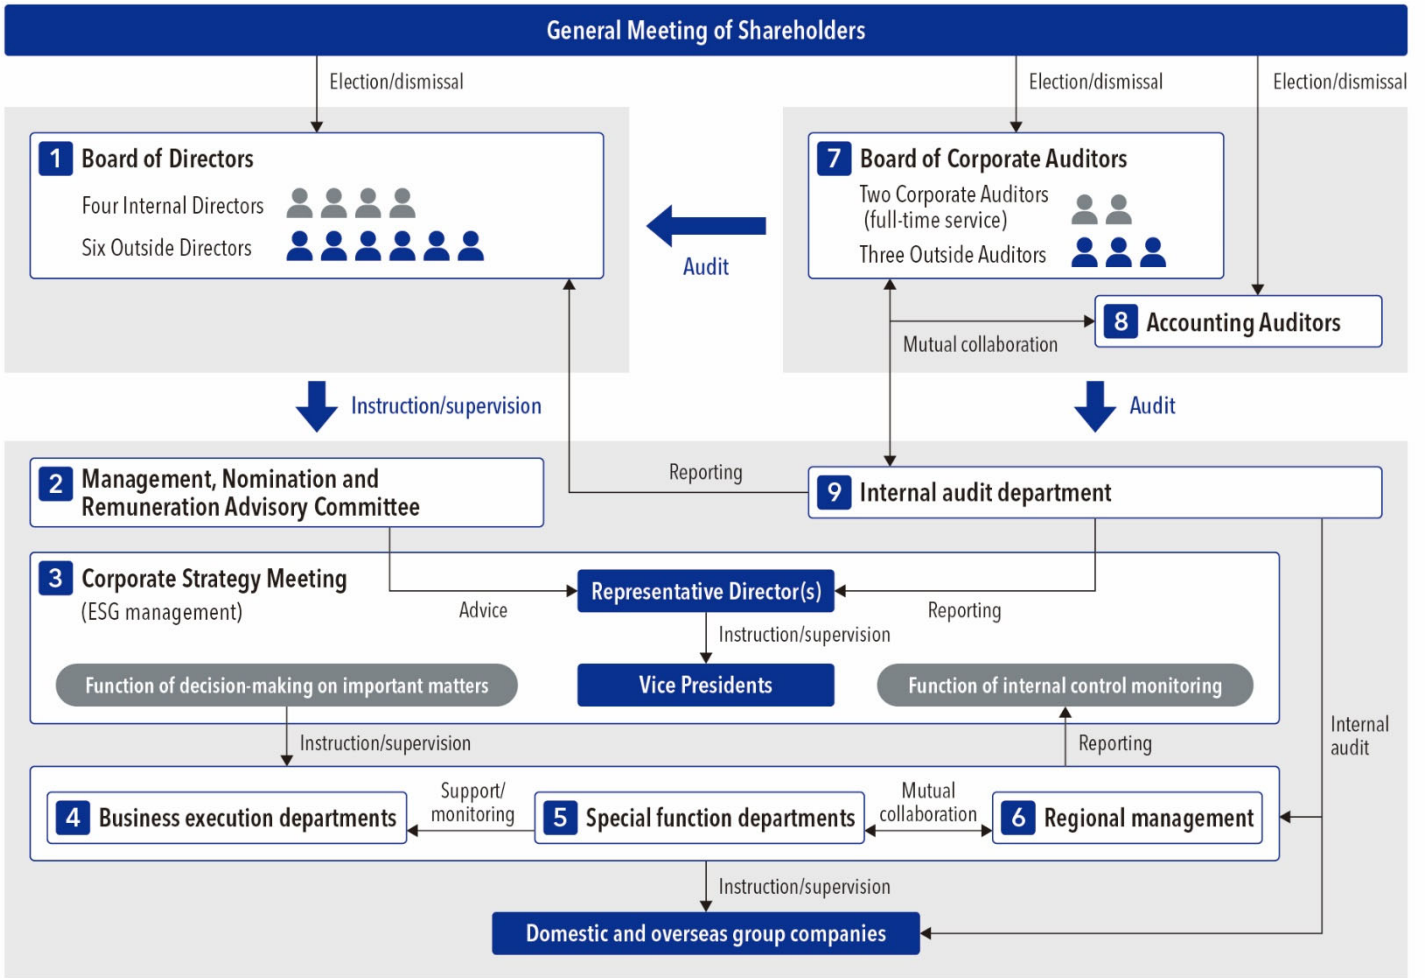 General Meeting of Shareholders
Election/dismissal
Election/dismissal
Election/dismissal
1 Board of Directors
Four Internal Directors
Six Outside Directors
Audit
7 Board of Corporate Auditors
Two Corporate Auditors
(full-time service)
Three Outside Auditors
8 Accounting Auditors
Mutual collaboration
Instruction/supervision
Audit
2 Management, Nomination and
Remuneration Advisory Committee
Reporting
9 Internal audit department
3 Corporate Strategy Meeting
(ESG management)
Advice
Representative Director(s)
Reporting
Instruction/supervision
Function of decision-making on important matters
Vice Presidents
Function of internal control monitoring
Instruction/supervision
Reporting
Internal
audit
4 Business execution departments
Support/
monitoring
5 Special function departments
Mutual
collaboration
6 Regional management
Instruction/supervision
Domestic and overseas group companies